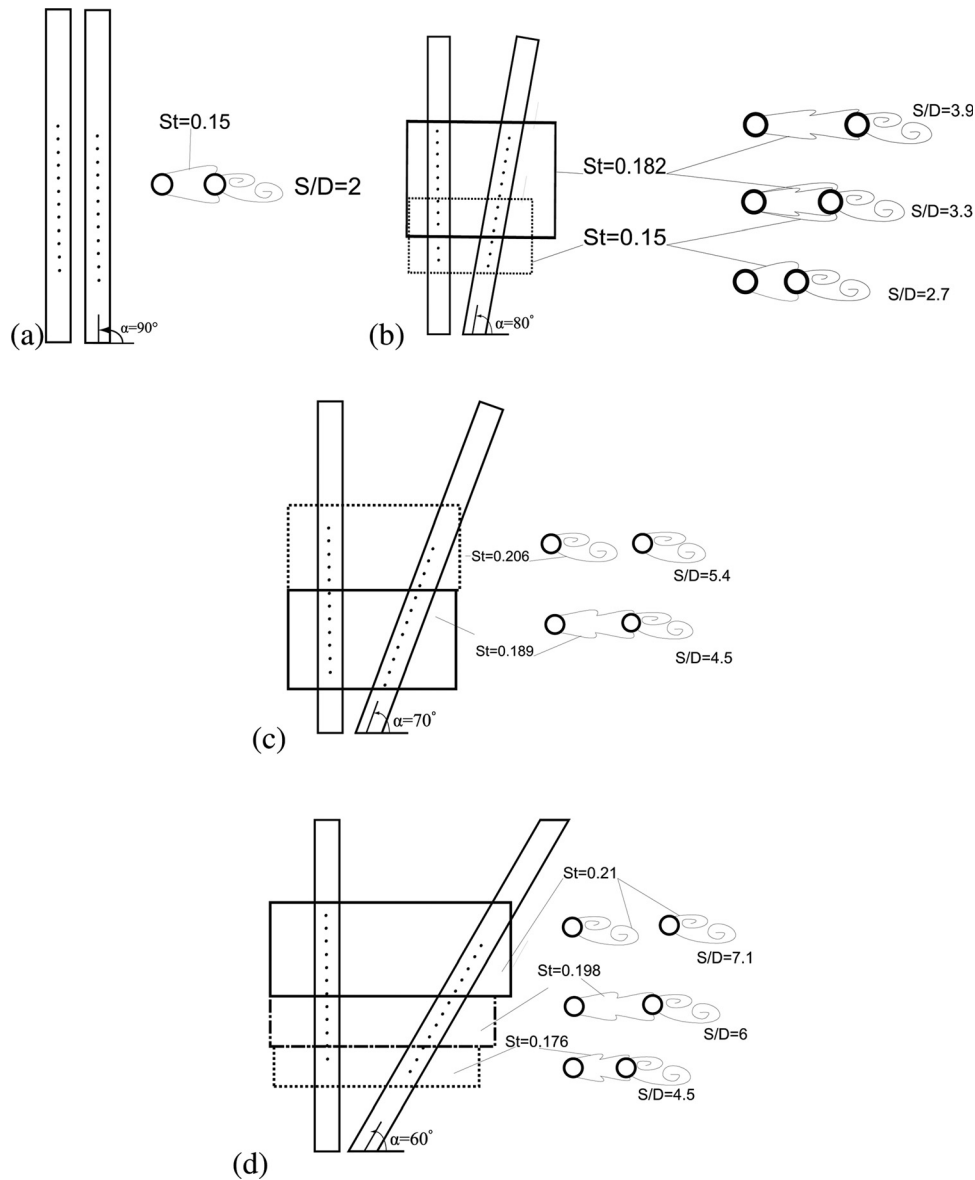 St=0.15
S/D=2
α=90°
(a)
S/D=3.9
St=0.182
S/D=3.3
St=0.15
S/D=2.7
α=80°
(b)
St=0.206
S/D=5.4
St=0.189
S/D=4.5
α=70°
(c)
St=0.21
S/D=7.1
St=0.198
S/D=6
St=0.176
S/D=4.5
α=60°
(d)